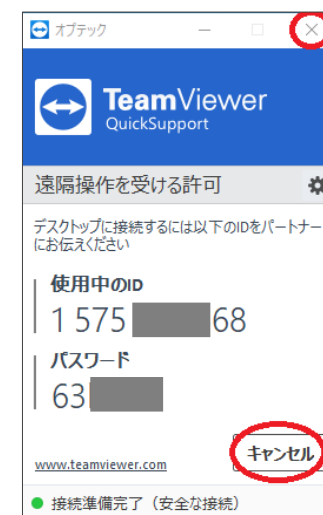 オプテック
TeamViewer
QuickSupport
遠隔操作を受ける許可
デスクトップに接続するには以下のIDをパートナー
にお伝えください
使用中のID
1 575 68
パスワード
63
www.teamviewer.com
キャンセル
接続準備完了（安全な接続）